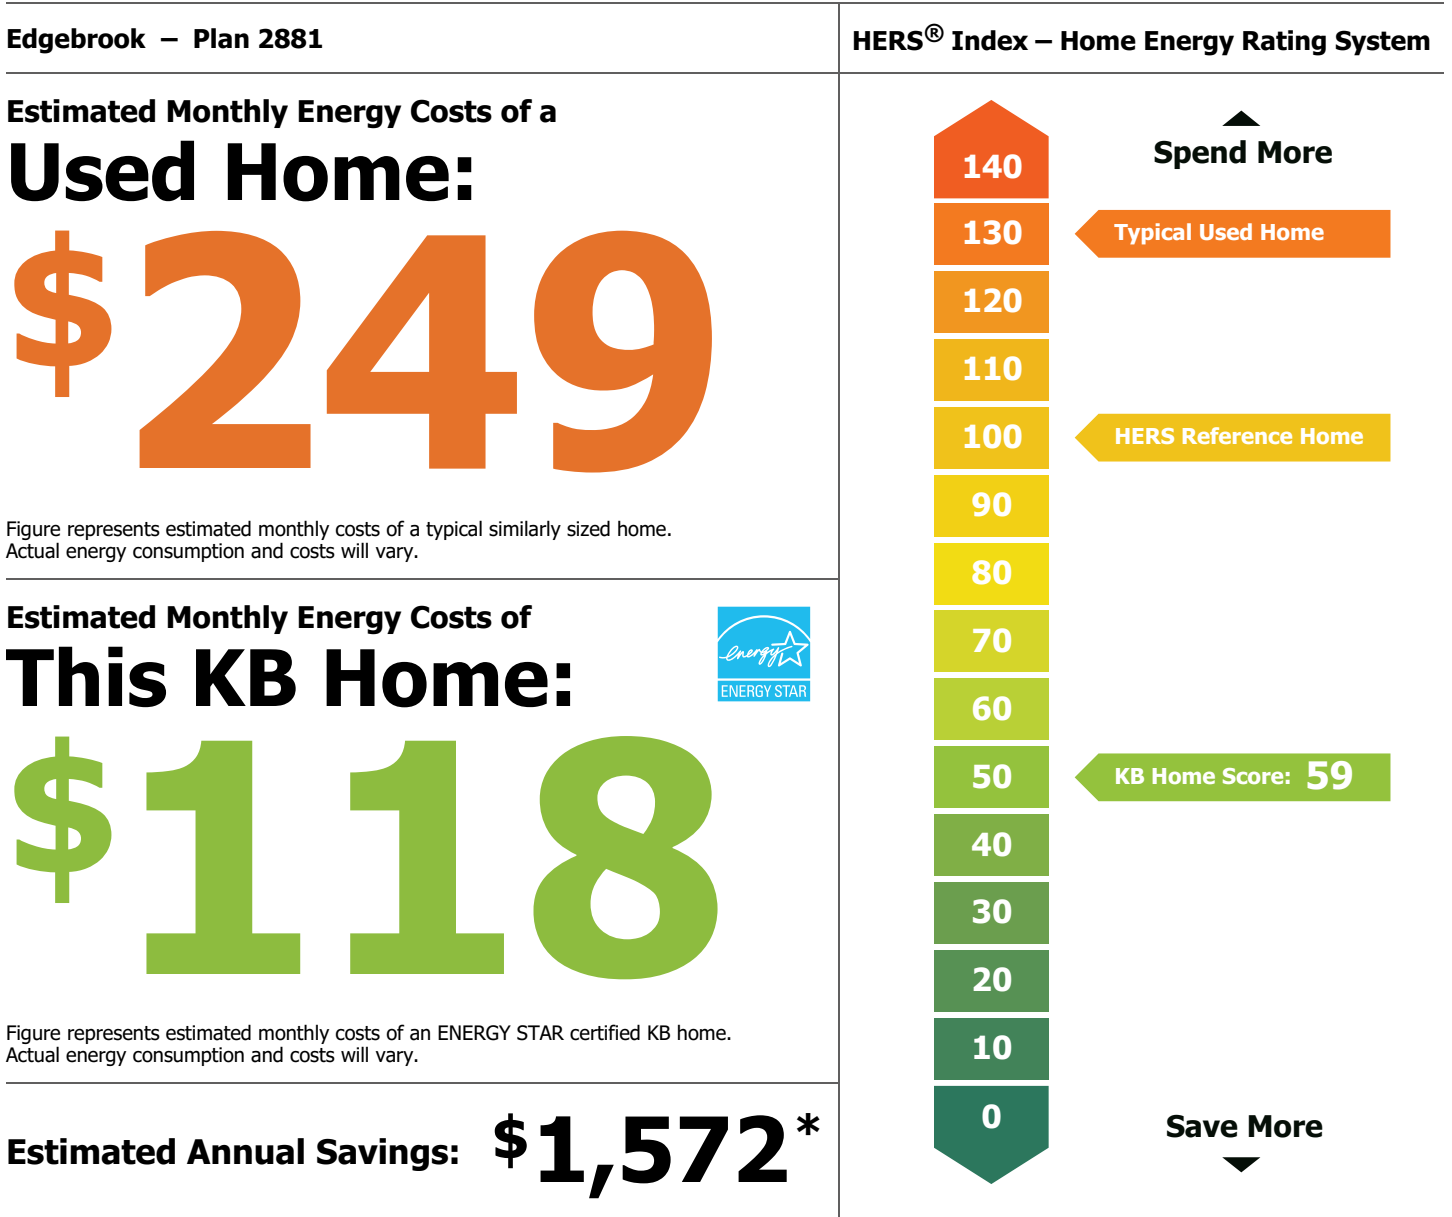 Edgebrook – Plan 2881
HERS® Index – Home Energy Rating System
Estimated Monthly Energy Costs of a
Used Home:
$249
Figure represents estimated monthly costs of a typical similarly sized home.
Actual energy consumption and costs will vary.
Estimated Monthly Energy Costs of
This KB Home:
energy
ENERGY STAR
$118
Figure represents estimated monthly costs of an ENERGY STAR certified KB home.
Actual energy consumption and costs will vary.
Estimated Annual Savings: $1,572*
Spend More
140
130
Typical Used Home
120
110
100
HERS Reference Home
90
80
70
60
50
KB Home Score: 59
40
30
20
10
0
Save More